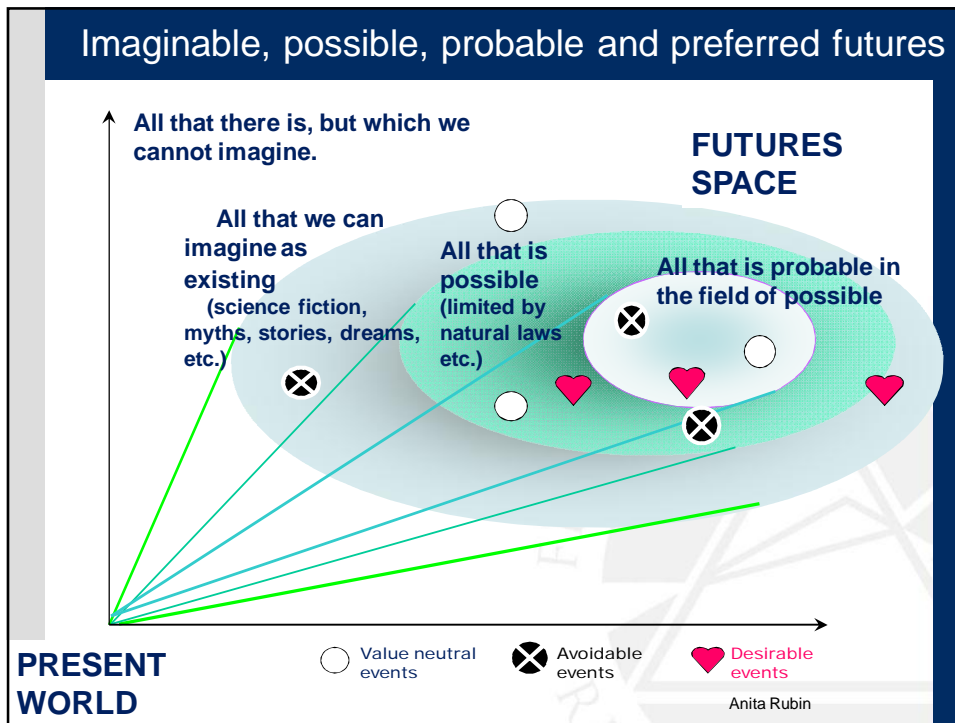 Imaginable, possible, probable and preferred futures
All that there is, but which we
cannot imagine.
FUTURES
SPACE
All that we can
imagine as
existing
(science fiction,
myths, stories, dreams,
etc.)
All that is
possible
(limited by
natural laws
etc.)
All that is probable in
the field of possible
PRESENT
WORLD
Value neutral
events
Avoidable
events
Desirable
events
Anita Rubin